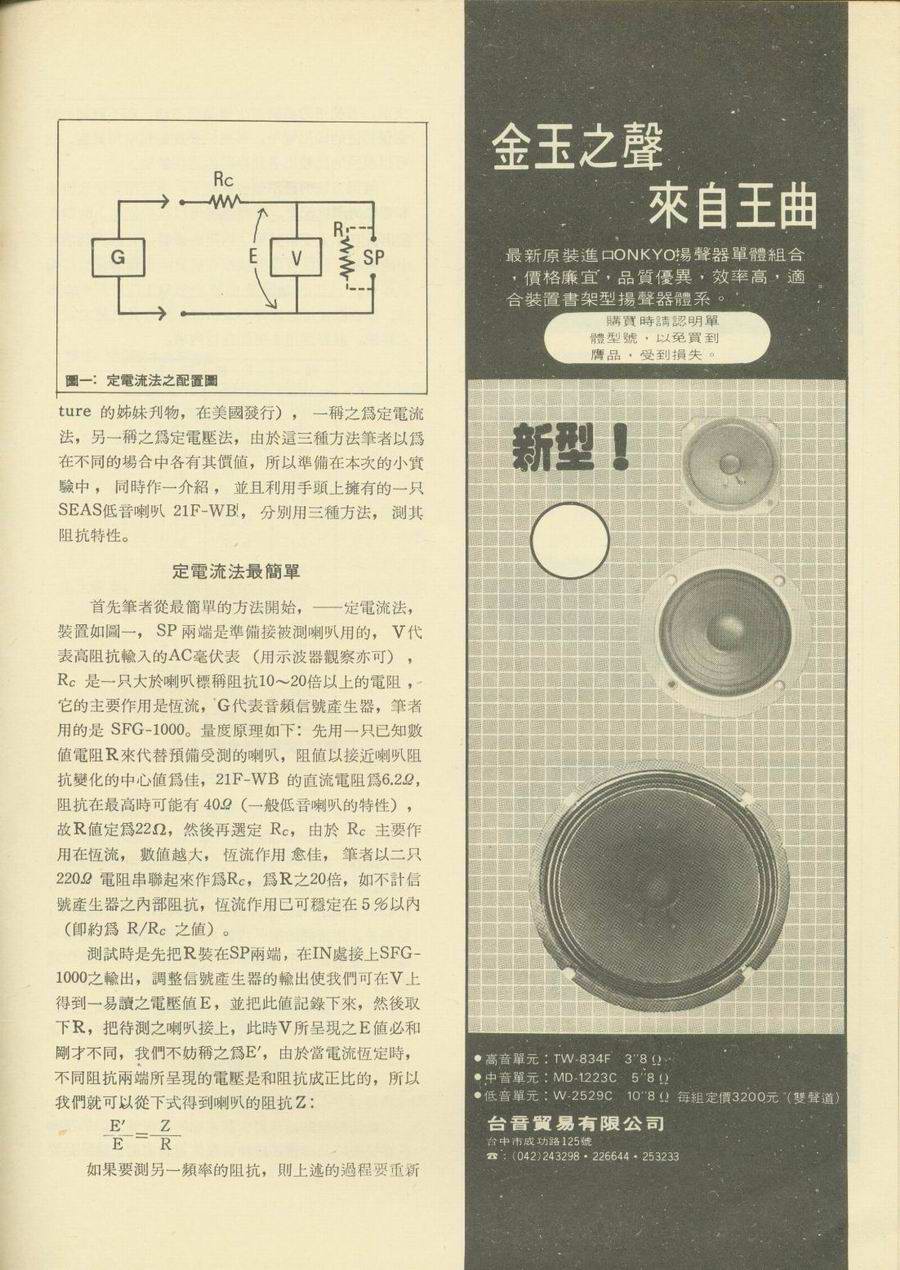 Rc
G
E
V
R
SP
圖一：定電流法之配置圖
ture 的姊妹刋物，在美國發行），一稱之爲定電流
法，另一稱之爲定電壓法，由於這三種方法筆者以爲
在不同的場合中各有其價値，所以準備在本次的小實
驗中，同時作一介紹，並且利用手頭上擁有的一只
SEAS低音喇叭 21F-WB，分別用三種方法，測其
阻抗特性。
定電流法最簡單
首先筆者從最簡單的方法開始，——定電流法，
裝置如圖一，SP 兩端是準備接被測喇叭用的，V代
表高阻抗輸入的AC毫伏表（用示波器觀察亦可），
Rc 是一只大於喇叭標稱阻抗10～20倍以上的電阻，
它的主要作用是恆流，G代表音頻信號產生器，筆者
用的是 SFG-1000。量度原理如下：先用一只已知數
値電阻R來代替預備受測的喇叭，阻値以接近喇叭阻
抗變化的中心値爲佳，21F-WB 的直流電阻爲6.2Ω，
阻抗在最高時可能有 40Ω（一般低音喇叭的特性），
故R値定爲22Ω，然後再選定 Rc，由於 Rc 主要作
用在恆流，數値越大，恆流作用愈佳，筆者以二只
220Ω 電阻串聯起來作爲Rc，爲R之20倍，如不計信
號產生器之內部阻抗，恆流作用已可穩定在 5 %以內
（卽約爲 R/Rc 之値）。
測試時是先把R裝在SP兩端，在IN處接上SFG-
1000之輸出，調整信號產生器的輸出使我們可在V上
得到一易讀之電壓値E，並把此値記錄下來，然後取
下R，把待測之喇叭接上，此時V所呈現之E値必和
剛才不同，我們不妨稱之爲E′，由於當電流恆定時，
不同阻抗兩端所呈現的電壓是和阻抗成正比的，所以
我們就可以從下式得到喇叭的阻抗Z：
E′/E = Z/R
如果要測另一頻率的阻抗，則上述的過程要重新
金玉之聲
來自王曲
最新原裝進口ONKYO揚聲器單體組合
，價格廉宜，品質優異，效率高，適
合裝置書架型揚聲器體系。
購買時請認明單
體型號，以免買到
膺品，受到損失。
新型！
●高音單元：TW-834F 3″8Ω
●中音單元：MD-1223C 5″8Ω
●低音單元：W-2529C 10″8Ω 每組定價3200元（雙聲道）
台音貿易有限公司
台中市成功路125號
☎：(042)243298・226644・253233